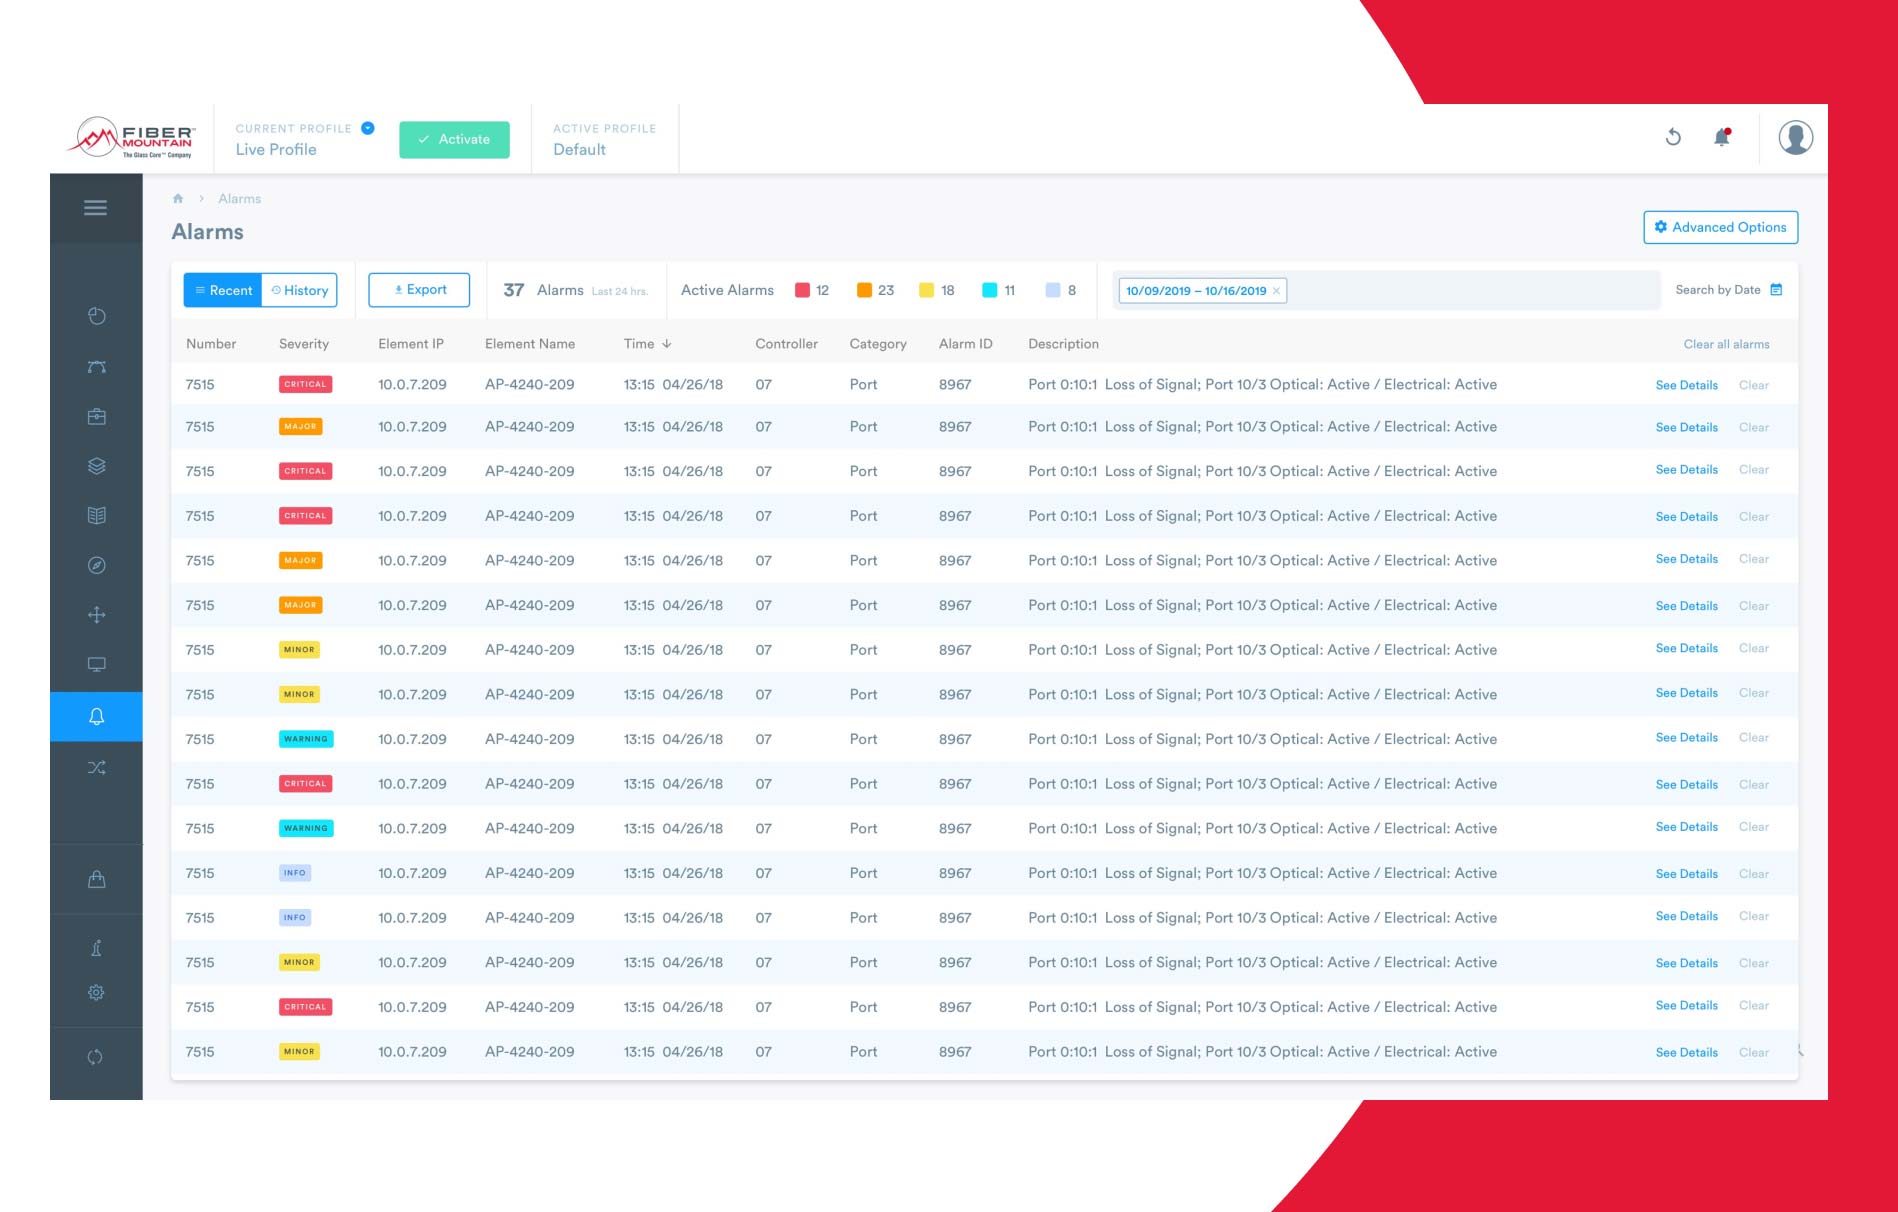 FIBER™
MOUNTAIN
The Glass Core™ Company
CURRENT PROFILE
Live Profile
Activate
ACTIVE PROFILE
Default
Alarms
Alarms
Advanced Options
Recent History Export 37 Alarms Last 24 hrs. Active Alarms 12 23 18 11 8 10/09/2019 – 10/16/2019 × Search by Date
Number Severity Element IP Element Name Time ↓ Controller Category Alarm ID Description Clear all alarms
7515 CRITICAL 10.0.7.209 AP-4240-209 13:15 04/26/18 07 Port 8967 Port 0:10:1 Loss of Signal; Port 10/3 Optical: Active / Electrical: Active See Details Clear
7515 MAJOR 10.0.7.209 AP-4240-209 13:15 04/26/18 07 Port 8967 Port 0:10:1 Loss of Signal; Port 10/3 Optical: Active / Electrical: Active See Details Clear
7515 CRITICAL 10.0.7.209 AP-4240-209 13:15 04/26/18 07 Port 8967 Port 0:10:1 Loss of Signal; Port 10/3 Optical: Active / Electrical: Active See Details Clear
7515 CRITICAL 10.0.7.209 AP-4240-209 13:15 04/26/18 07 Port 8967 Port 0:10:1 Loss of Signal; Port 10/3 Optical: Active / Electrical: Active See Details Clear
7515 MAJOR 10.0.7.209 AP-4240-209 13:15 04/26/18 07 Port 8967 Port 0:10:1 Loss of Signal; Port 10/3 Optical: Active / Electrical: Active See Details Clear
7515 MAJOR 10.0.7.209 AP-4240-209 13:15 04/26/18 07 Port 8967 Port 0:10:1 Loss of Signal; Port 10/3 Optical: Active / Electrical: Active See Details Clear
7515 MINOR 10.0.7.209 AP-4240-209 13:15 04/26/18 07 Port 8967 Port 0:10:1 Loss of Signal; Port 10/3 Optical: Active / Electrical: Active See Details Clear
7515 MINOR 10.0.7.209 AP-4240-209 13:15 04/26/18 07 Port 8967 Port 0:10:1 Loss of Signal; Port 10/3 Optical: Active / Electrical: Active See Details Clear
7515 WARNING 10.0.7.209 AP-4240-209 13:15 04/26/18 07 Port 8967 Port 0:10:1 Loss of Signal; Port 10/3 Optical: Active / Electrical: Active See Details Clear
7515 CRITICAL 10.0.7.209 AP-4240-209 13:15 04/26/18 07 Port 8967 Port 0:10:1 Loss of Signal; Port 10/3 Optical: Active / Electrical: Active See Details Clear
7515 WARNING 10.0.7.209 AP-4240-209 13:15 04/26/18 07 Port 8967 Port 0:10:1 Loss of Signal; Port 10/3 Optical: Active / Electrical: Active See Details Clear
7515 INFO 10.0.7.209 AP-4240-209 13:15 04/26/18 07 Port 8967 Port 0:10:1 Loss of Signal; Port 10/3 Optical: Active / Electrical: Active See Details Clear
7515 INFO 10.0.7.209 AP-4240-209 13:15 04/26/18 07 Port 8967 Port 0:10:1 Loss of Signal; Port 10/3 Optical: Active / Electrical: Active See Details Clear
7515 MINOR 10.0.7.209 AP-4240-209 13:15 04/26/18 07 Port 8967 Port 0:10:1 Loss of Signal; Port 10/3 Optical: Active / Electrical: Active See Details Clear
7515 CRITICAL 10.0.7.209 AP-4240-209 13:15 04/26/18 07 Port 8967 Port 0:10:1 Loss of Signal; Port 10/3 Optical: Active / Electrical: Active See Details Clear
7515 MINOR 10.0.7.209 AP-4240-209 13:15 04/26/18 07 Port 8967 Port 0:10:1 Loss of Signal; Port 10/3 Optical: Active / Electrical: Active See Details Clear